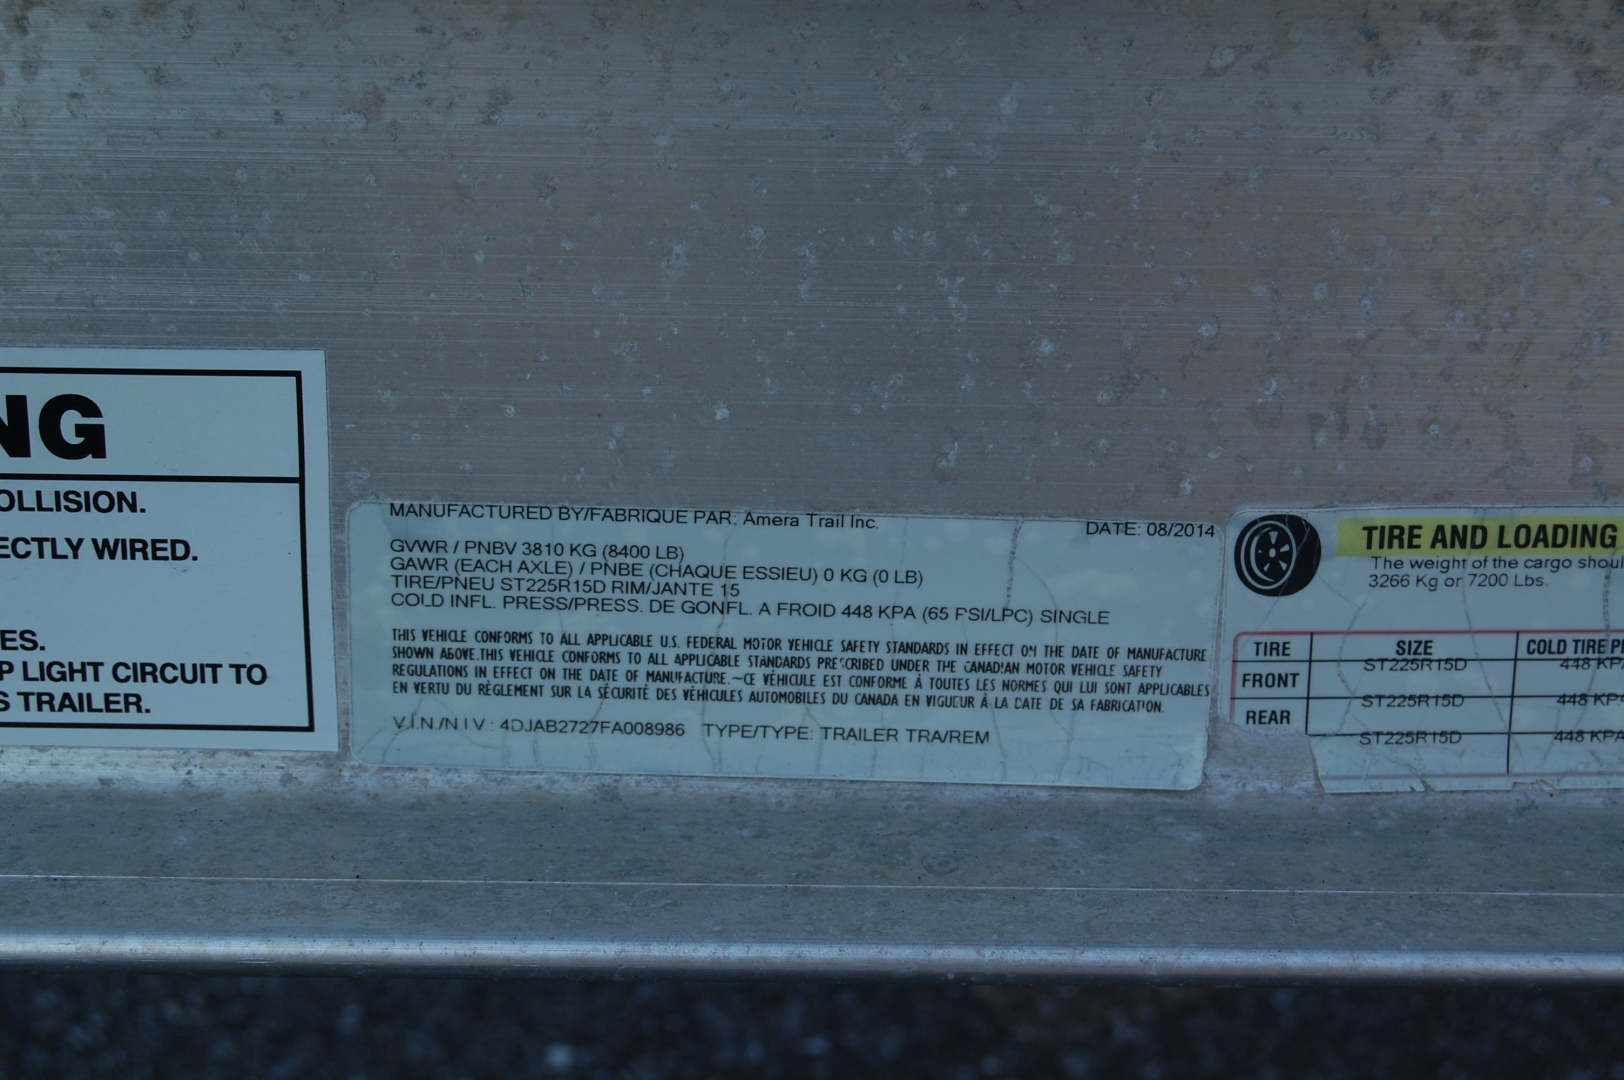 NG
OLLISION.
ECTLY WIRED.
ES.
P LIGHT CIRCUIT TO
S TRAILER.
MANUFACTURED BY/FABRIQUE PAR: Amera Trail Inc.
DATE: 08/2014
GVWR / PNBV 3810 KG (8400 LB)
GAWR (EACH AXLE) / PNBE (CHAQUE ESSIEU) 0 KG (0 LB)
TIRE/PNEU ST225R15D RIM/JANTE 15
COLD INFL. PRESS/PRESS. DE GONFL. A FROID 448 KPA (65 PSI/LPC) SINGLE
THIS VEHICLE CONFORMS TO ALL APPLICABLE U.S. FEDERAL MOTOR VEHICLE SAFETY STANDARDS IN EFFECT ON THE DATE OF MANUFACTURE
SHOWN ABOVE.THIS VEHICLE CONFORMS TO ALL APPLICABLE STANDARDS PRESCRIBED UNDER THE CANADIAN MOTOR VEHICLE SAFETY
REGULATIONS IN EFFECT ON THE DATE OF MANUFACTURE.~CE VÉHICULE EST CONFORME À TOUTES LES NORMES QUI LUI SONT APPLICABLES
EN VERTU DU RÈGLEMENT SUR LA SÉCURITÉ DES VÉHICULES AUTOMOBILES DU CANADA EN VIGUEUR À LA DATE DE SA FABRICATION.
V.I.N./N.I.V.: 4DJAB2727FA008986 TYPE/TYPE: TRAILER TRA/REM
TIRE AND LOADING
The weight of the cargo shoul
3266 Kg or 7200 Lbs.
TIRE SIZE COLD TIRE P
ST225R15D 448 KP
FRONT
ST225R15D 448 KP
REAR
ST225R15D 448 KPA